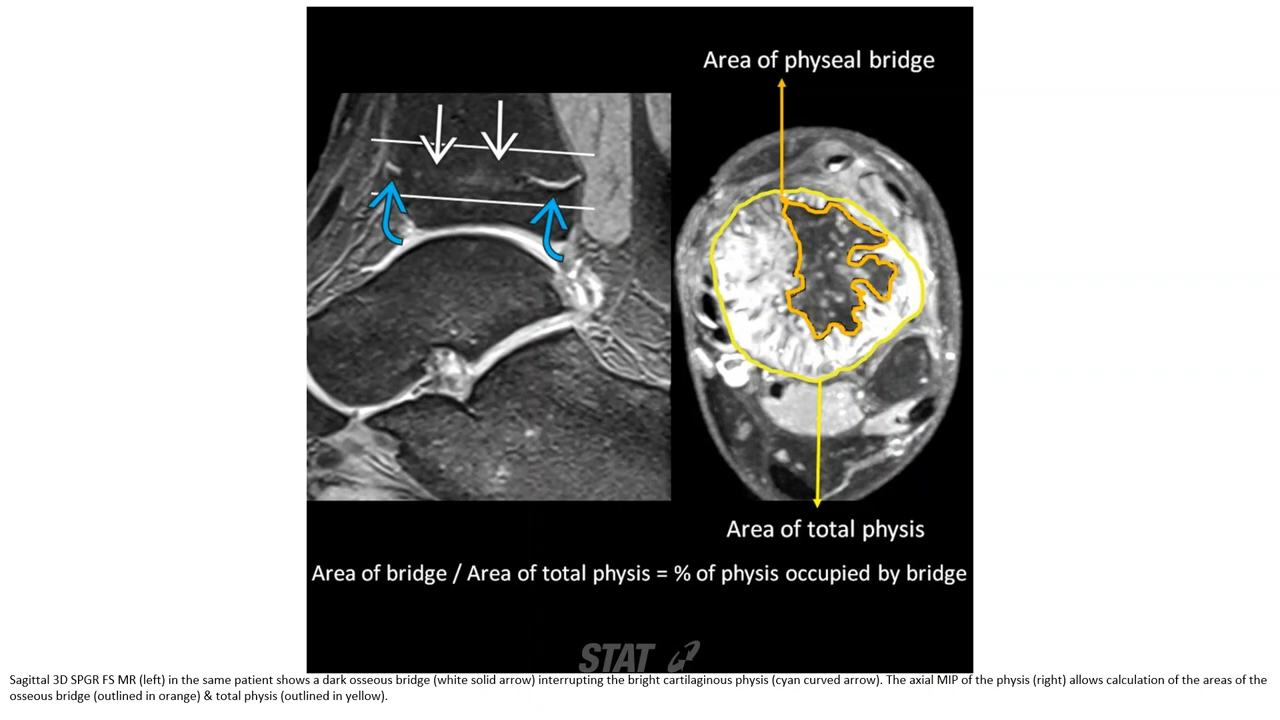 Area of physeal bridge
Area of total physis
Area of bridge / Area of total physis = % of physis occupied by bridge
STAT
Sagittal 3D SPGR FS MR (left) in the same patient shows a dark osseous bridge (white solid arrow) interrupting the bright cartilaginous physis (cyan curved arrow). The axial MIP of the physis (right) allows calculation of the areas of the
osseous bridge (outlined in orange) & total physis (outlined in yellow).